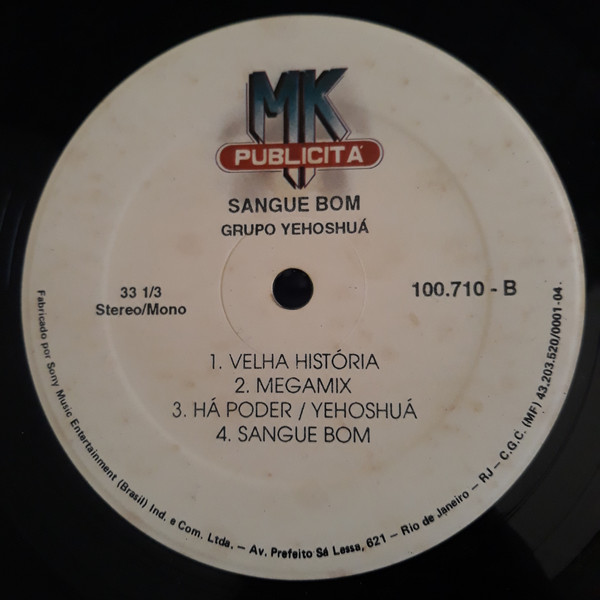 MK
PUBLICITÁ
SANGUE BOM
GRUPO YEHOSHUÁ
33 1/3
Stereo/Mono
100.710 - B
1. VELHA HISTÓRIA
2. MEGAMIX
3. HÁ PODER / YEHOSHUÁ
4. SANGUE BOM
Fabricado por Sony Music Entertainment (Brasil) Ind. e Com. Ltda. – Av. Prefeito Sá Lessa, 621 – Rio de Janeiro – RJ – C.G.C. (MF) 43.203.520/0001-04.